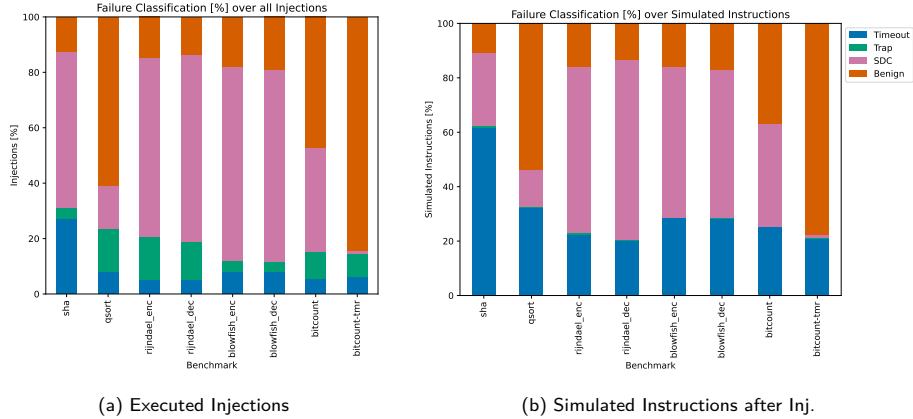 Failure Classification [%] over all Injections
Injections [%]
100
80
60
40
20
0
sha
qsort
rijndael_enc
rijndael_dec
blowfish_enc
blowfish_dec
bitcount
bitcount-tmr
Benchmark
(a) Executed Injections
Failure Classification [%] over Simulated Instructions
Simulated Instructions [%]
100
80
60
40
20
0
sha
qsort
rijndael_enc
rijndael_dec
blowfish_enc
blowfish_dec
bitcount
bitcount-tmr
Benchmark
Timeout
Trap
SDC
Benign
(b) Simulated Instructions after Inj.